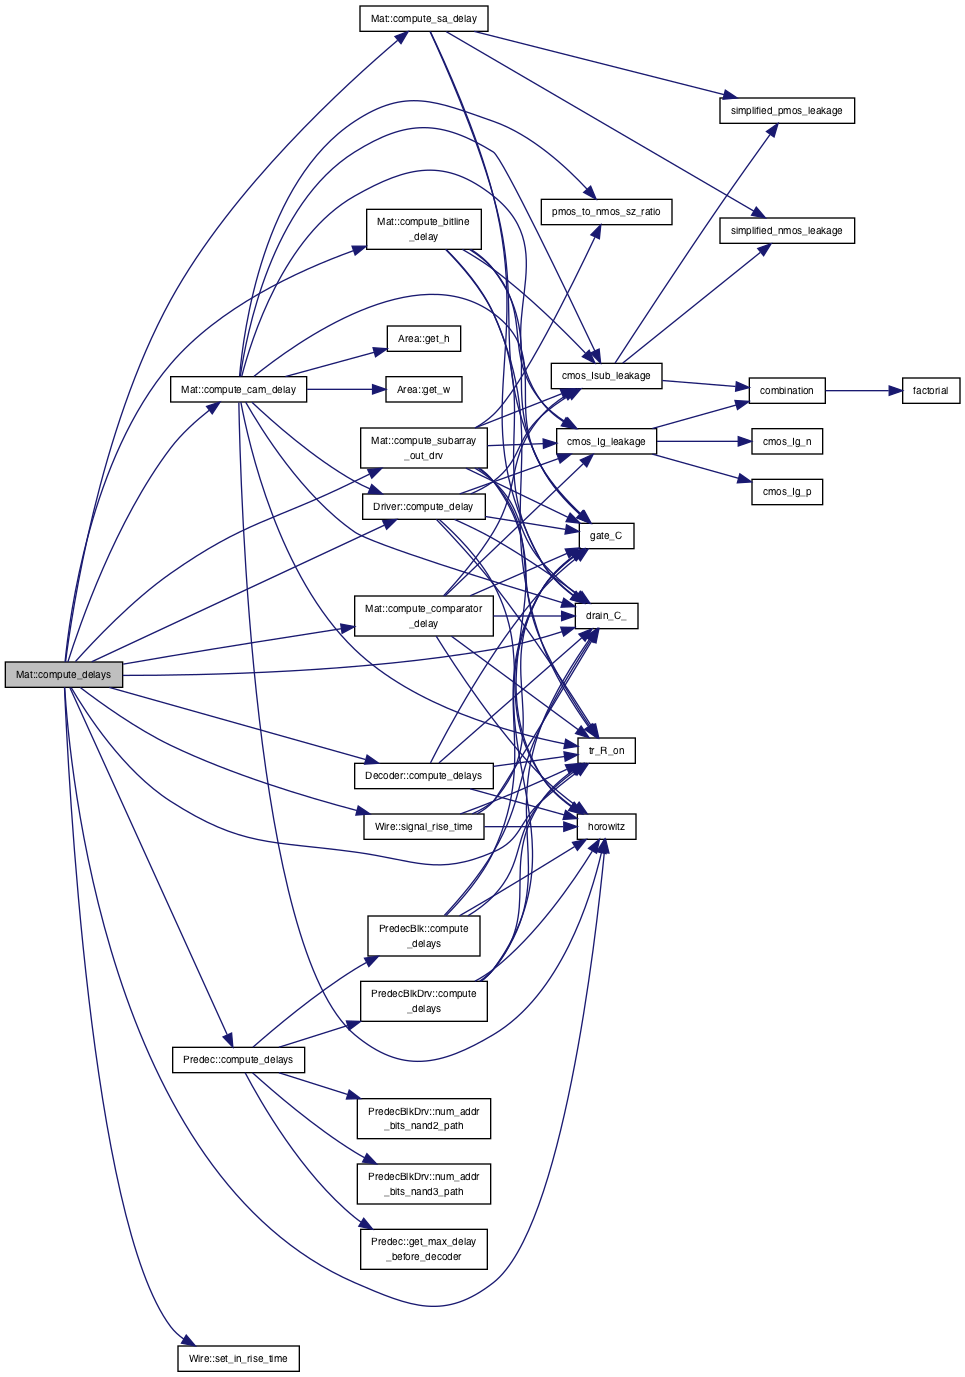 Mat::compute_sa_delay
simplified_pmos_leakage
pmos_to_nmos_sz_ratio
Mat::compute_bitline
_delay
simplified_nmos_leakage
Area::get_h
cmos_Isub_leakage
Mat::compute_cam_delay
Area::get_w
combination
factorial
Mat::compute_subarray
_out_drv
cmos_Ig_leakage
cmos_Ig_n
cmos_Ig_p
Driver::compute_delay
gate_C
Mat::compute_comparator
_delay
drain_C_
Mat::compute_delays
tr_R_on
Decoder::compute_delays
Wire::signal_rise_time
horowitz
PredecBlk::compute
_delays
PredecBlkDrv::compute
_delays
Predec::compute_delays
PredecBlkDrv::num_addr
_bits_nand2_path
PredecBlkDrv::num_addr
_bits_nand3_path
Predec::get_max_delay
_before_decoder
Wire::set_in_rise_time